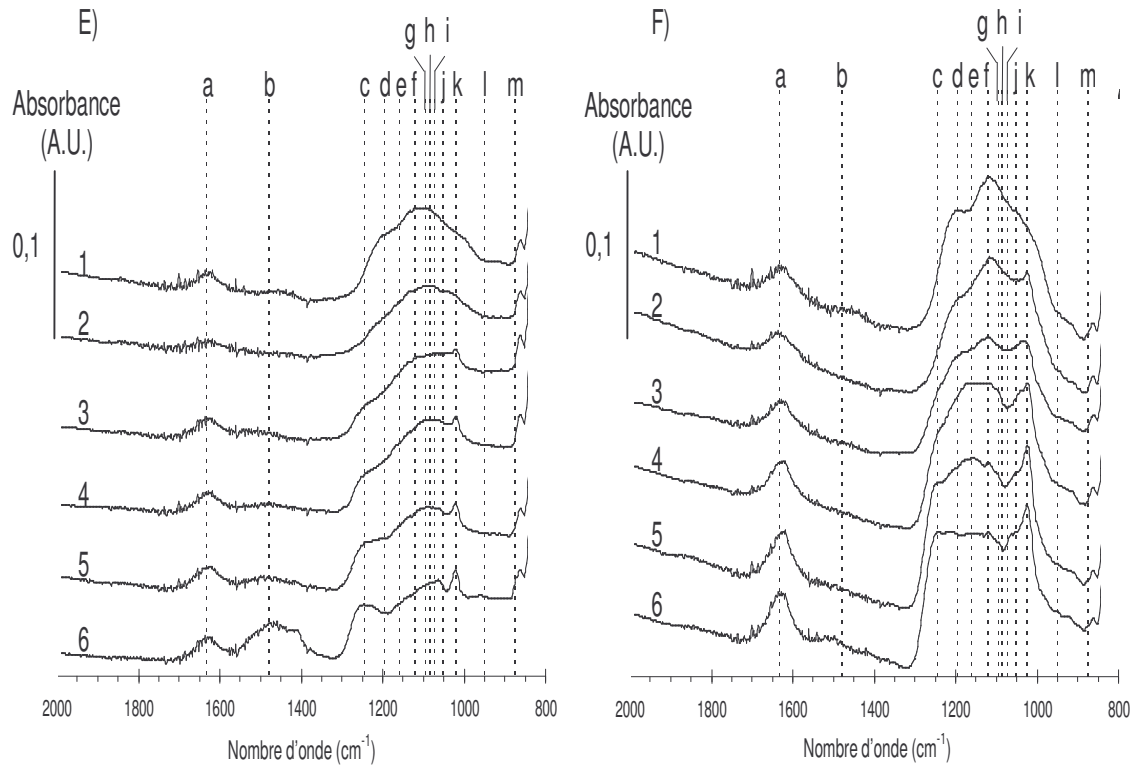 E)
g h i
a b c d e f j k l m
Absorbance
(A.U.)
0,1
1
2
3
4
5
6
2000 1800 1600 1400 1200 1000 800
Nombre d'onde (cm-1)
F)
g h i
a b c d e f j k l m
Absorbance
(A.U.)
0,1
1
2
3
4
5
6
2000 1800 1600 1400 1200 1000 800
Nombre d'onde (cm-1)